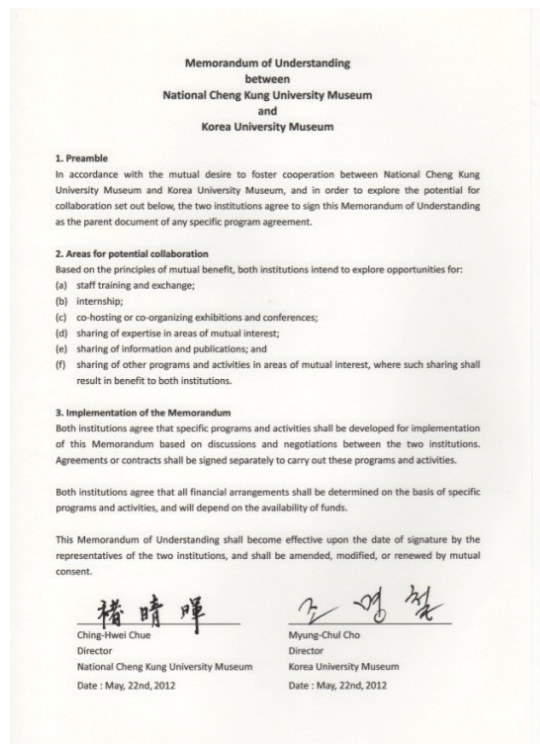 Memorandum of Understanding
between
National Cheng Kung University Museum
and
Korea University Museum
1. Preamble
In accordance with the mutual desire to foster cooperation between National Cheng Kung
University Museum and Korea University Museum, and in order to explore the potential for
collaboration set out below, the two institutions agree to sign this Memorandum of Understanding
as the parent document of any specific program agreement.
2. Areas for potential collaboration
Based on the principles of mutual benefit, both institutions intend to explore opportunities for:
(a) staff training and exchange;
(b) internship;
(c) co-hosting or co-organizing exhibitions and conferences;
(d) sharing of expertise in areas of mutual interest;
(e) sharing of information and publications; and
(f) sharing of other programs and activities in areas of mutual interest, where such sharing shall
result in benefit to both institutions.
3. Implementation of the Memorandum
Both institutions agree that specific programs and activities shall be developed for implementation
of this Memorandum based on discussions and negotiations between the two institutions.
Agreements or contracts shall be signed separately to carry out these programs and activities.
Both institutions agree that all financial arrangements shall be determined on the basis of specific
programs and activities, and will depend on the availability of funds.
This Memorandum of Understanding shall become effective upon the date of signature by the
representatives of the two institutions, and shall be amended, modified, or renewed by mutual
consent.
褚晴暉 조명철
Ching-Hwei Chue Myung-Chul Cho
Director Director
National Cheng Kung University Museum Korea University Museum
Date : May, 22nd, 2012 Date : May, 22nd, 2012